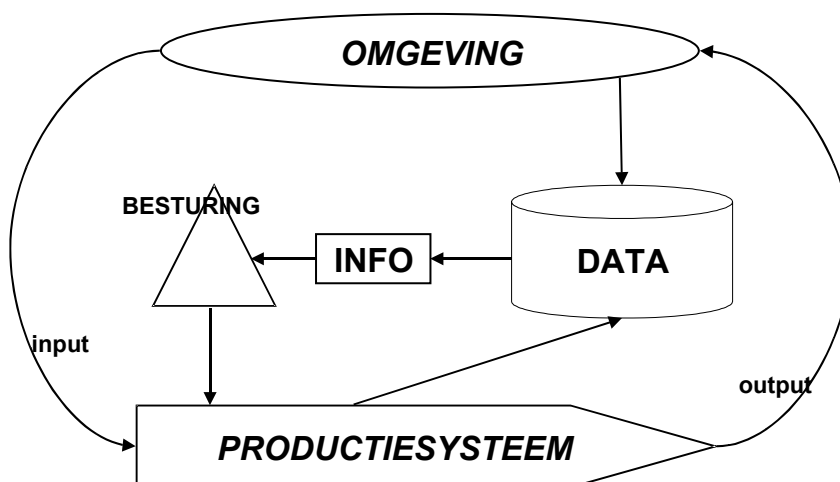 OMGEVING
BESTURING
INFO
DATA
input
output
PRODUCTIESYSTEEM